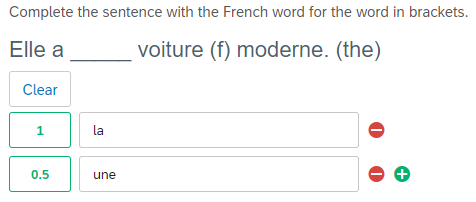 Complete the sentence with the French word for the word in brackets.
Elle a _____ voiture (f) moderne. (the)
Clear
1 la
0.5 une